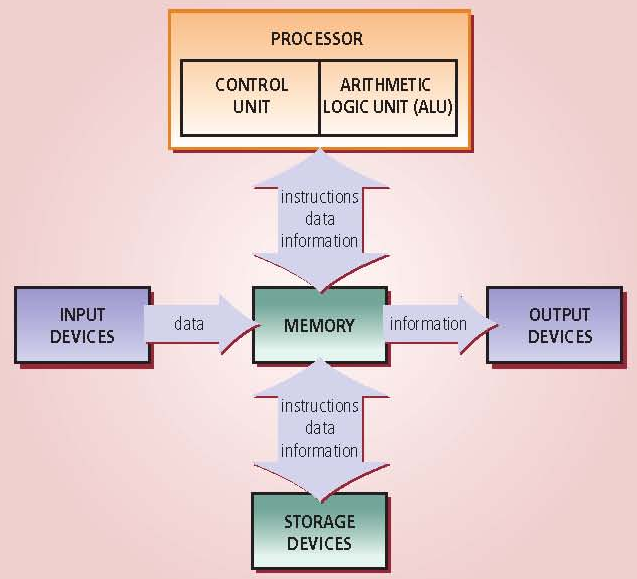 PROCESSOR
CONTROL
UNIT
ARITHMETIC
LOGIC UNIT (ALU)
instructions
data
information
INPUT
DEVICES
data
MEMORY
information
OUTPUT
DEVICES
instructions
data
information
STORAGE
DEVICES